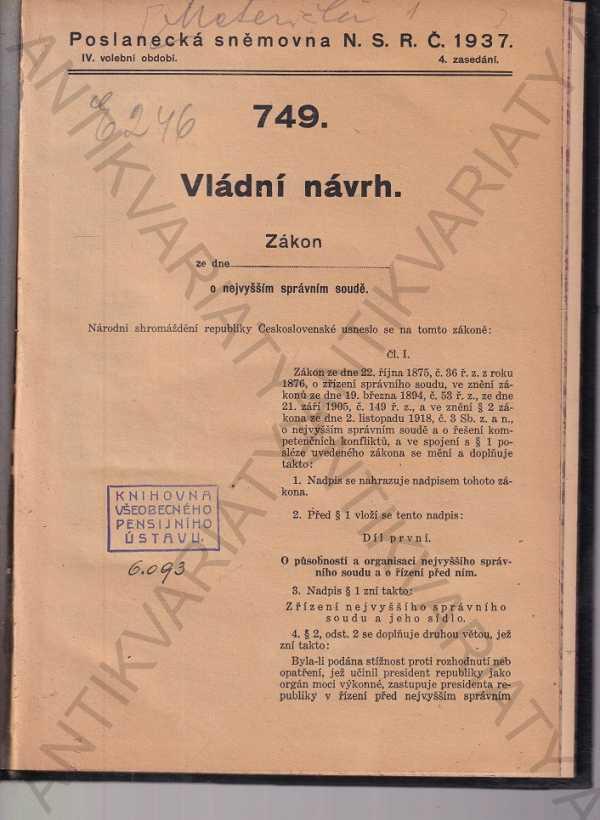 Materiálu 1
Poslanecká sněmovna N. S. R. Č. 1937.
IV. volební období. 4. zasedání.
E 246
749.
Vládní návrh.
Zákon
ze dne
o nejvyšším správním soudě.
Národní shromáždění republiky Československé usneslo se na tomto zákoně:
Čl. I.
Zákon ze dne 22. října 1875, č. 36 ř. z. z roku
1876, o zřízení správního soudu, ve znění zá-
konů ze dne 19. března 1894, č. 53 ř. z., ze dne
21. září 1905, č. 149 ř. z., a ve znění § 2 zá-
kona ze dne 2. listopadu 1918, č. 3 Sb. z. a n.,
o nejvyšším správním soudě a o řešení kom-
petenčních konfliktů, a ve spojení s § 1 po-
sléze uvedeného zákona se mění a doplňuje
takto:
1. Nadpis se nahrazuje nadpisem tohoto zá-
kona.
2. Před § 1 vloží se tento nadpis:
Díl první.
O působnosti a organisaci nejvyššího správ-
ního soudu a o řízení před ním.
3. Nadpis § 1 zní takto:
Zřízení nejvyššího správního
soudu a jeho sídlo.
4. § 2, odst. 2 se doplňuje druhou větou, jež
zní takto:
Byla-li podána stížnost proti rozhodnutí neb
opatření, jež učinil president republiky jako
orgán moci výkonné, zastupuje presidenta re-
publiky v řízení před nejvyšším správním
KNIHOVNA
VŠEOBECNÉHO
PENSIJNÍHO
ÚSTAVU.
6.093
ANTIKVARIATY